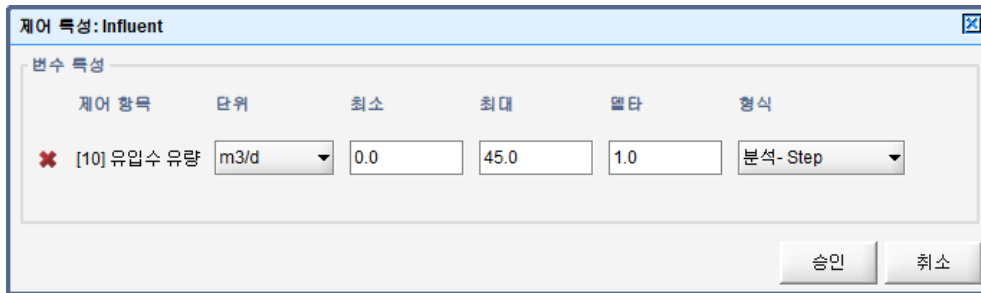 제어 특성: Influent
변수 특성
제어 항목 단위 최소 최대 델타 형식
[10] 유입수 유량 m3/d 0.0 45.0 1.0 분석- Step
승인 취소